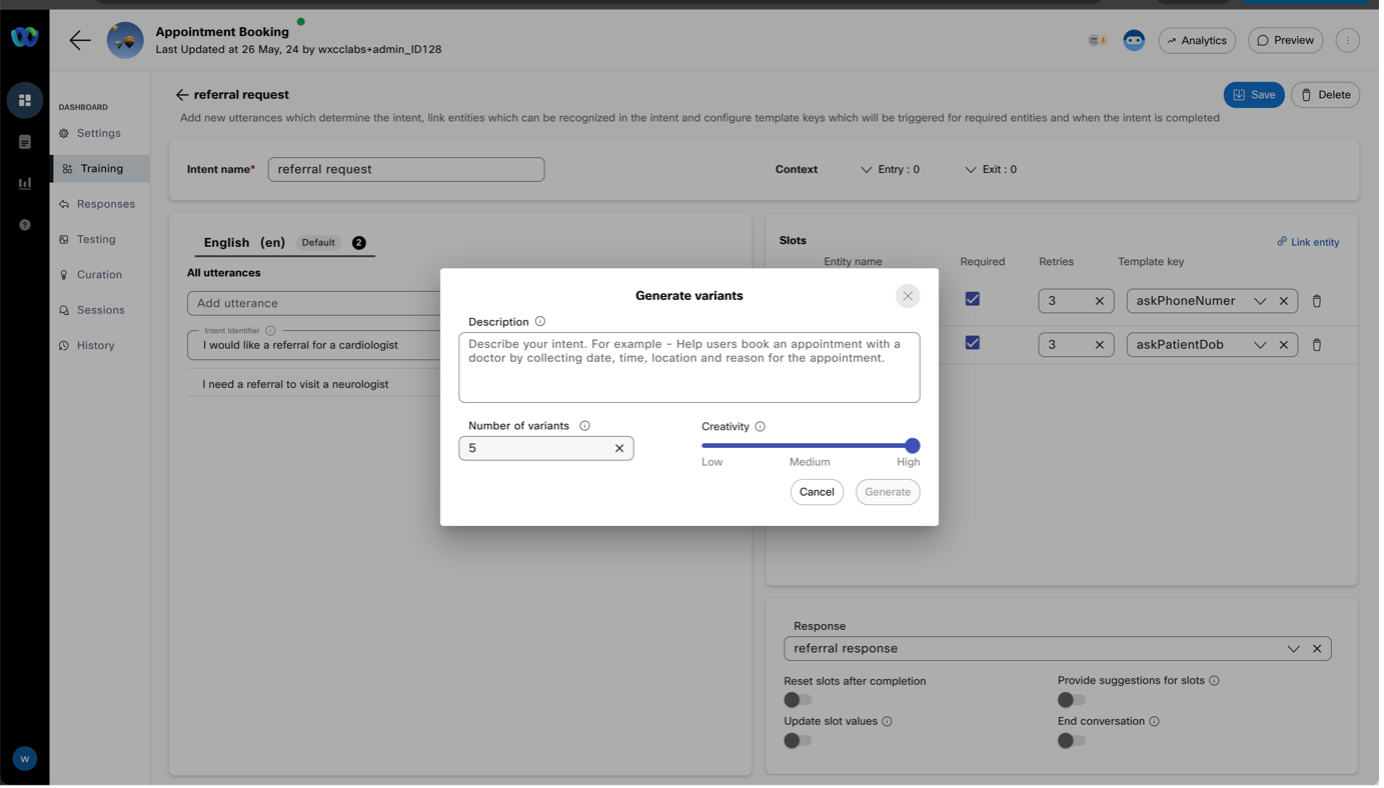 Appointment Booking
Last Updated at 26 May, 24 by wxcclabs+admin_ID128
Analytics
Preview
DASHBOARD
Settings
Training
Responses
Testing
Curation
Sessions
History
W
referral request
Save
Delete
Add new utterances which determine the intent, link entities which can be recognized in the intent and configure template keys which will be triggered for required entities and when the intent is completed
Intent name*
referral request
Context
Entry : 0
Exit : 0
English (en) Default 2
All utterances
Add utterance
Intent Identifier
I would like a referral for a cardiologist
I need a referral to visit a neurologist
Slots
Link entity
Entity name Required Retries Template key
3 askPhoneNumer
3 askPatientDob
Generate variants
Description
Describe your intent. For example - Help users book an appointment with a
doctor by collecting date, time, location and reason for the appointment.
Number of variants
5
Creativity
Low Medium High
Cancel Generate
Response
referral response
Reset slots after completion
Provide suggestions for slots
Update slot values
End conversation